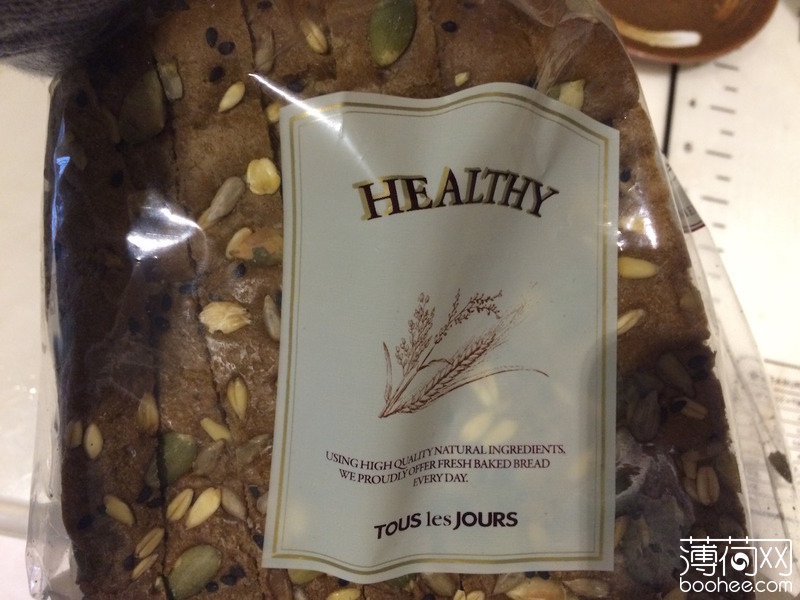 HEALTHY
USING HIGH QUALITY NATURAL INGREDIENTS,
WE PROUDLY OFFER FRESH BAKED BREAD
EVERY DAY.
TOUS les JOURS
薄荷网
boohee.com